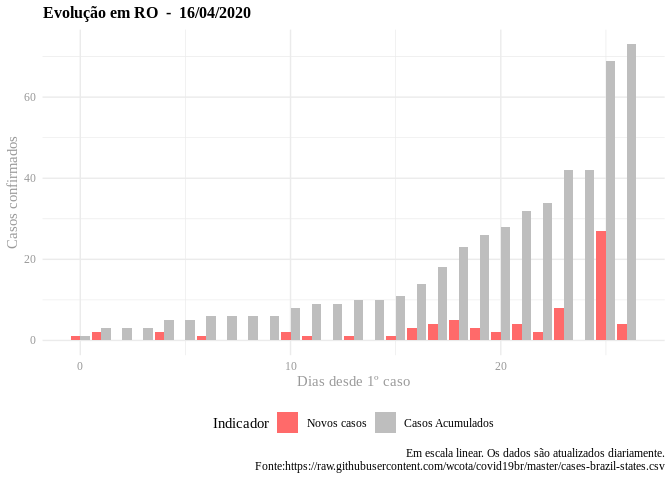 Evolução em RO  -  16/04/2020
Casos confirmados
60
40
20
0
0
10
20
Dias desde 1º caso
Indicador
Novos casos
Casos Acumulados
Em escala linear. Os dados são atualizados diariamente.
Fonte:https://raw.githubusercontent.com/wcota/covid19br/master/cases-brazil-states.csv